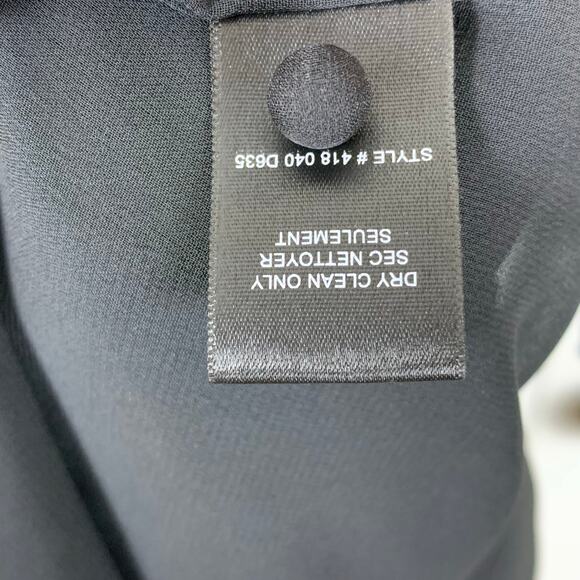 DRY CLEAN ONLY
SEC NETTOYER
SEULEMENT
STYLE # 418 040 D635